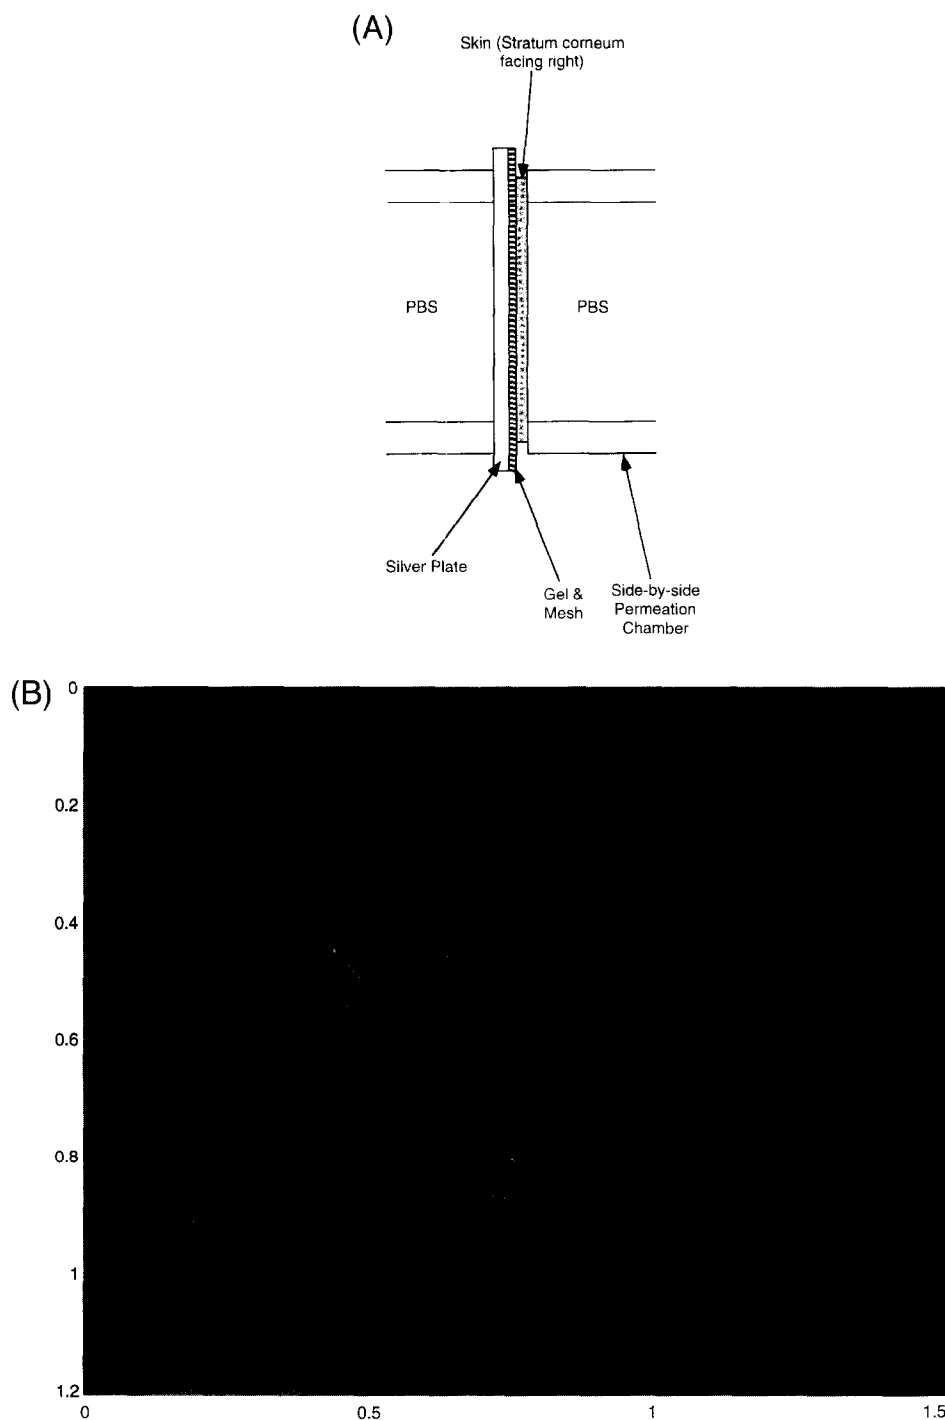 (A)
Skin (Stratum corneum
facing right)
PBS
PBS
Silver Plate
Gel &
Mesh
Side-by-side
Permeation
Chamber
(B)
0
0.2
0.4
0.6
0.8
1
1.2
0
0.5
1
1.5